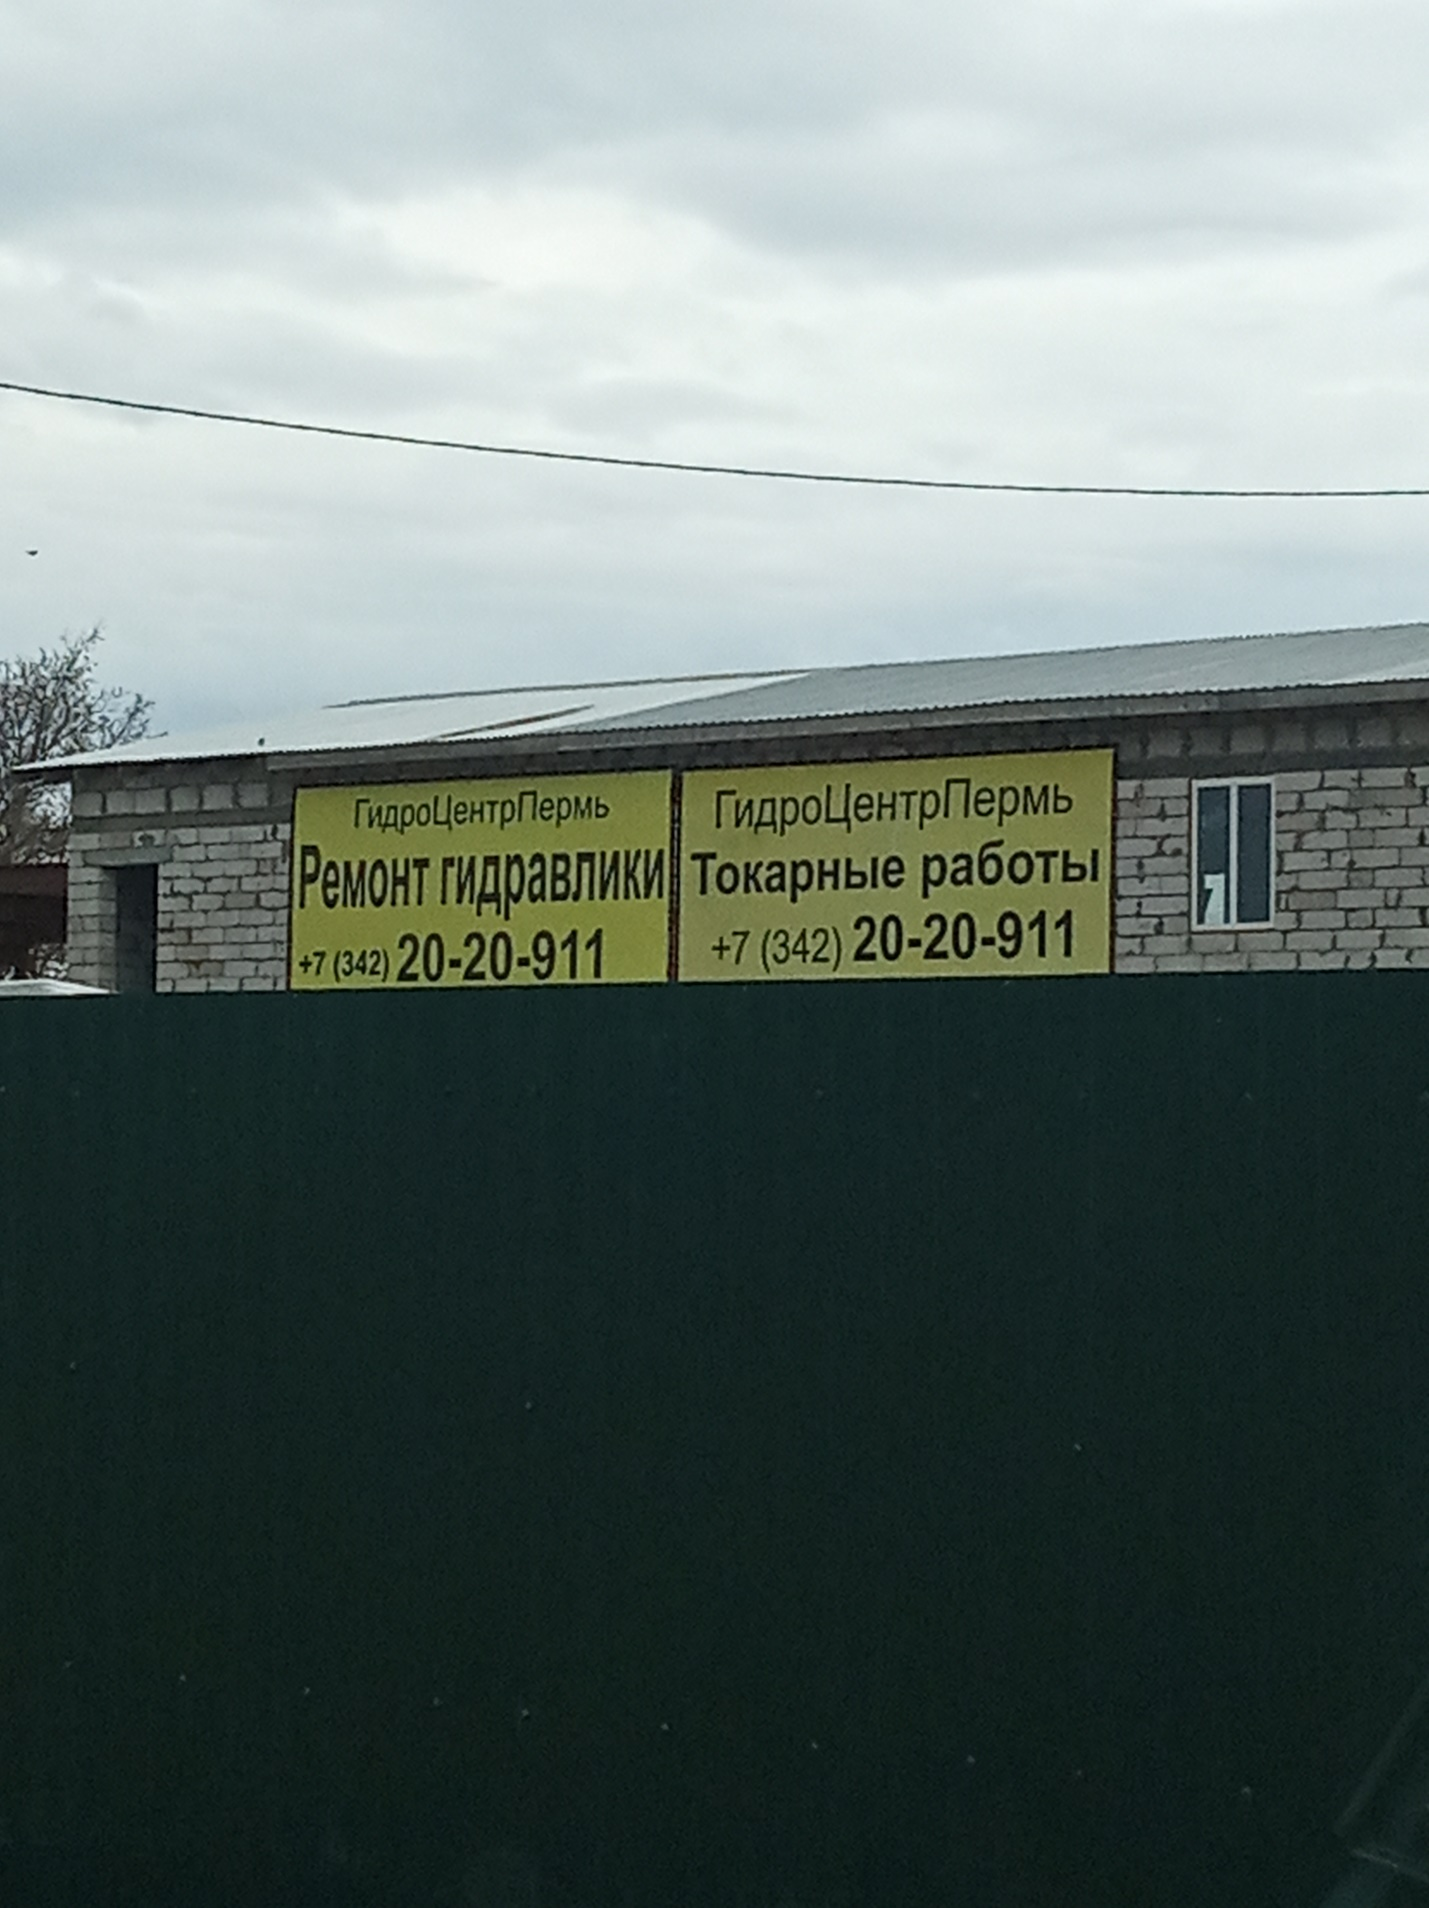 ГидроЦентрПермь
Ремонт гидравлики
+7 (342) 20-20-911
ГидроЦентрПермь
Токарные работы
+7 (342) 20-20-911